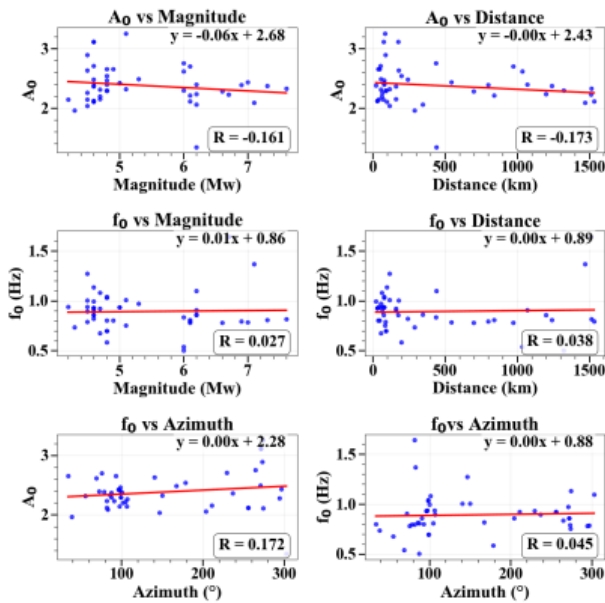 A₀ vs Magnitude
y = -0.06x + 2.68
3
2
A₀
R = -0.161
5
6
7
Magnitude (Mw)
A₀ vs Distance
y = -0.00x + 2.43
3
2
A₀
R = -0.173
0
500
1000
1500
Distance (km)
f₀ vs Magnitude
y = 0.01x + 0.86
1.5
1.0
0.5
f₀ (Hz)
R = 0.027
5
6
7
Magnitude (Mw)
f₀ vs Distance
y = 0.00x + 0.89
1.5
1.0
0.5
f₀ (Hz)
R = 0.038
0
500
1000
1500
Distance (km)
f₀ vs Azimuth
y = 0.00x + 2.28
3
2
A₀
R = 0.172
100
200
300
Azimuth (°)
f₀vs Azimuth
y = 0.00x + 0.88
1.5
1.0
0.5
f₀ (Hz)
R = 0.045
100
200
300
Azimuth (°)